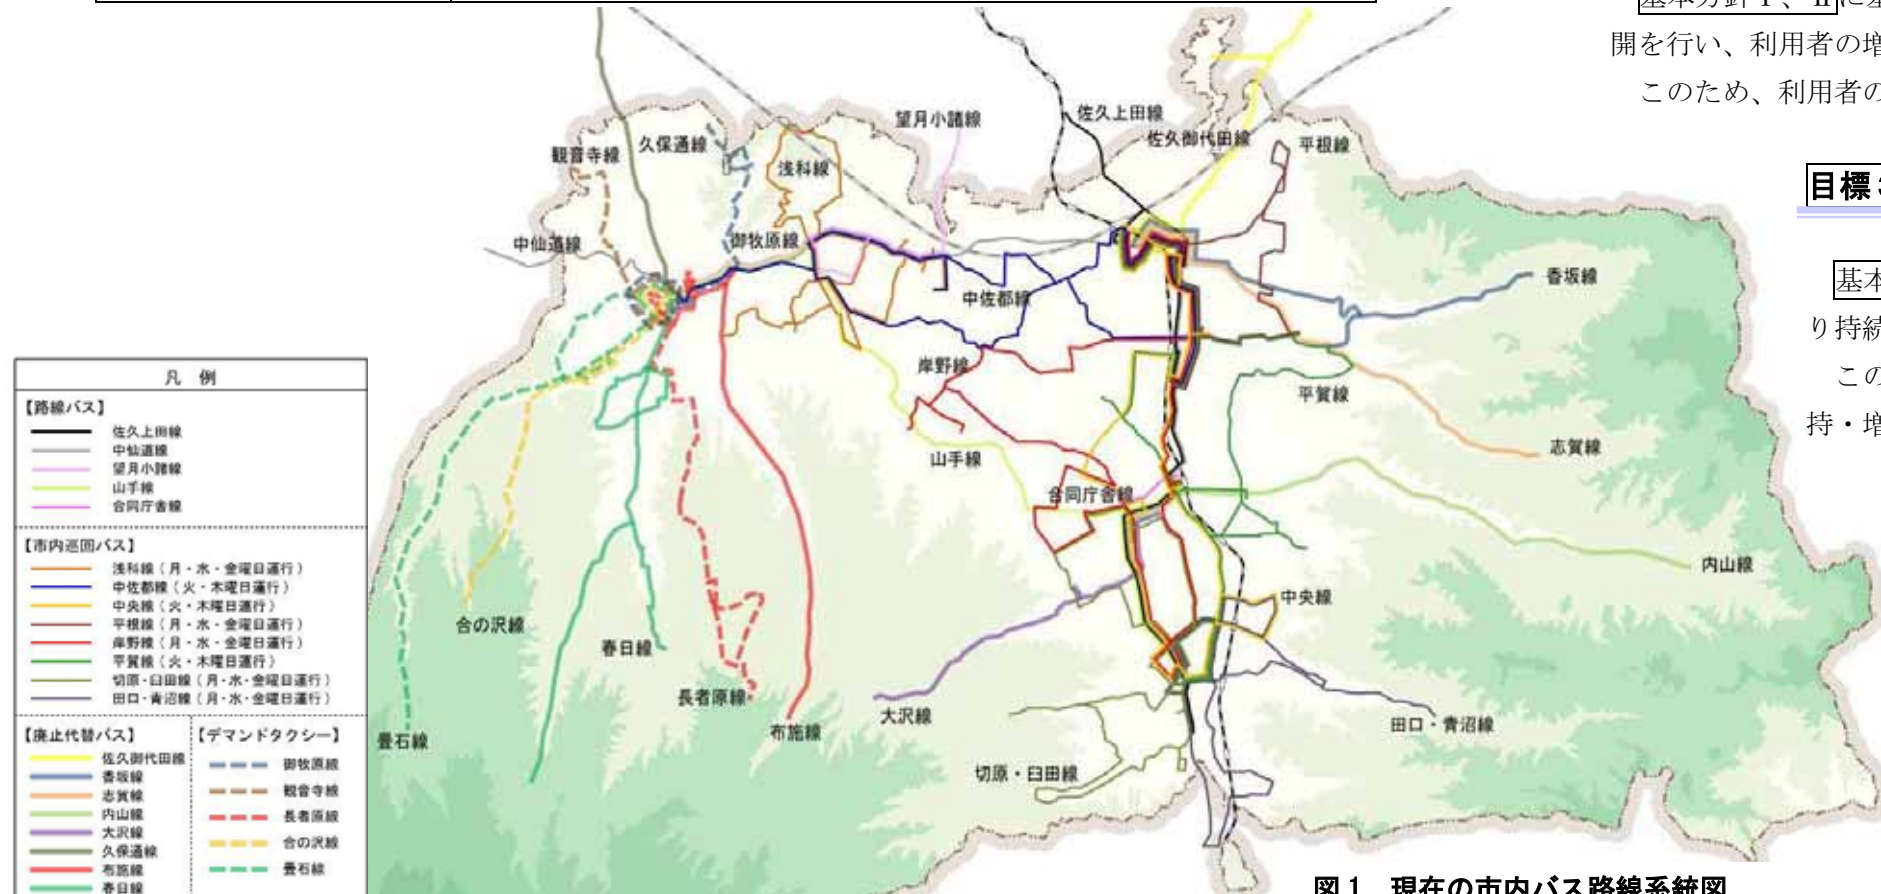 基本方針Ⅰ、Ⅱに基
開を行い、利用者の増
このため、利用者の
目標
基本
り持続
この
持・増
望月小諸線
佐久上田線
佐久御代田線
平根線
久保通線
観音寺線
浅科線
中仙道線
御牧原線
香坂線
中佐都線
岸野線
平賀線
志賀線
山手線
合同庁舎線
内山線
中央線
合の沢線
春日線
長者原線
布施線
大沢線
田口・青沼線
畳石線
切原・臼田線
凡 例
【路線バス】
佐久上田線
中仙道線
望月小諸線
山手線
合同庁舎線
【市内巡回バス】
浅科線(月・水・金曜日運行)
中佐都線(火・木曜日運行)
中央線(火・木曜日運行)
平根線(月・水・金曜日運行)
岸野線(月・水・金曜日運行)
平賀線(火・木曜日運行)
切原・臼田線(月・水・金曜日運行)
田口・青沼線(月・水・金曜日運行)
【廃止代替バス】
佐久御代田線
香坂線
志賀線
内山線
大沢線
久保通線
布施線
春日線
【デマンドタクシー】
御牧原線
観音寺線
長者原線
合の沢線
畳石線
図1 現在の市内バス路線系統図